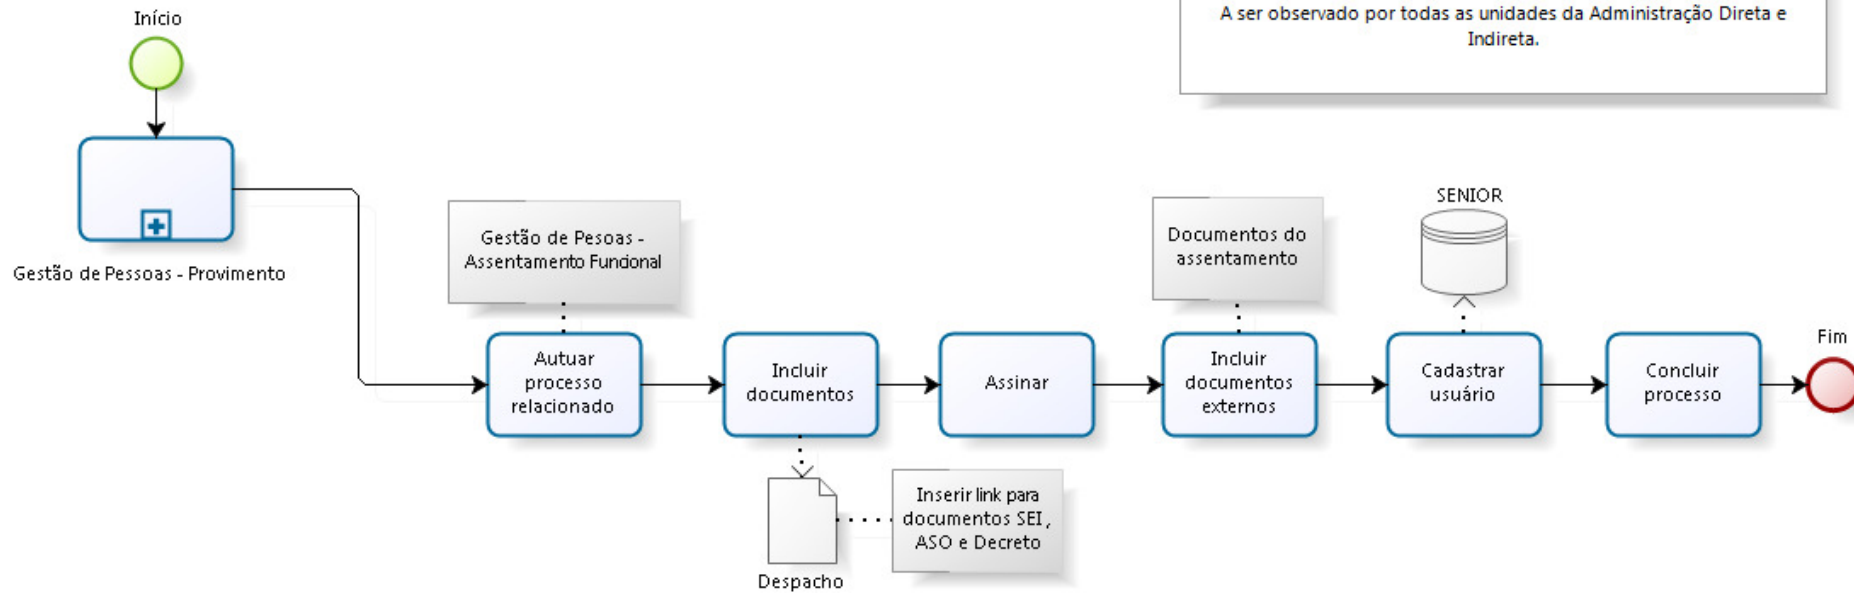 Início
A ser observado por todas as unidades da Administração Direta e
Indireta.
Gestão de Pessoas - Provimento
Gestão de Pesoas -
Assentamento Funcional
Documentos do
assentamento
SENIOR
Autuar
processo
relacionado
Incluir
documentos
Assinar
Incluir
documentos
externos
Cadastrar
usuário
Concluir
processo
Fim
Despacho
Inserir link para
documentos SEI,
ASO e Decreto